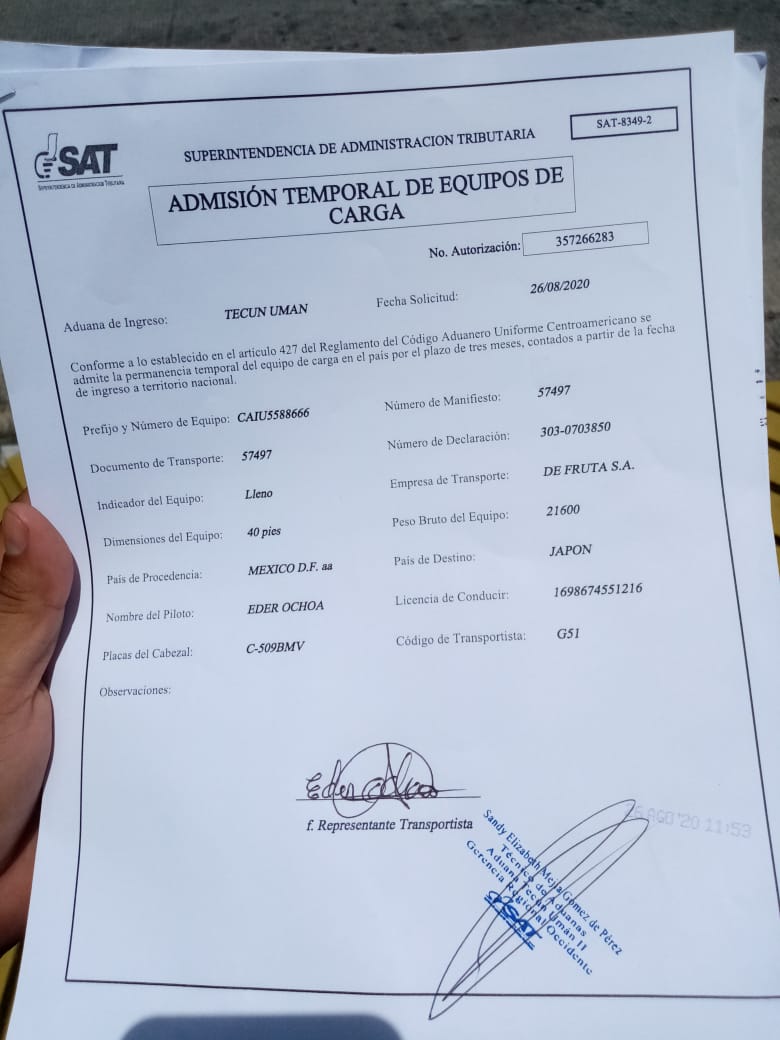 SAT
SUPERINTENDENCIA DE ADMINISTRACION TRIBUTARIA
SUPERINTENDENCIA DE ADMINISTRACION TRIBUTARIA
SAT-8349-2
ADMISIÓN TEMPORAL DE EQUIPOS DE
CARGA
No. Autorización: 357266283
Aduana de Ingreso: TECUN UMAN Fecha Solicitud: 26/08/2020
Conforme a lo establecido en el articulo 427 del Reglamento del Código Aduanero Uniforme Centroamericano se
admite la permanencia temporal del equipo de carga en el país por el plazo de tres meses, contados a partir de la fecha
de ingreso a territorio nacional.
Prefijo y Número de Equipo: CAIU5588666 Número de Manifiesto: 57497
Documento de Transporte: 57497 Número de Declaración: 303-0703850
Indicador del Equipo: Lleno Empresa de Transporte: DE FRUTA S.A.
Dimensiones del Equipo: 40 pies Peso Bruto del Equipo: 21600
País de Procedencia: MEXICO D.F. aa País de Destino: JAPON
Nombre del Piloto: EDER OCHOA Licencia de Conducir: 1698674551216
Placas del Cabezal: C-509BMV Código de Transportista: G51
Observaciones:
Eder
f. Representante Transportista
26 AGO '20 11:53
Sandy Elizabeth Mejia Gómez de Pérez
Técnico de Aduanas
Aduana Tecún Umán II
Gerencia Regional Occidente
SAT